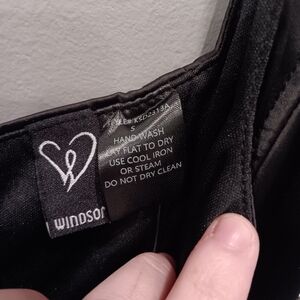 WINDSOR
S
HAND WASH
LAY FLAT TO DRY
USE COOL IRON
OR STEAM
DO NOT DRY CLEAN